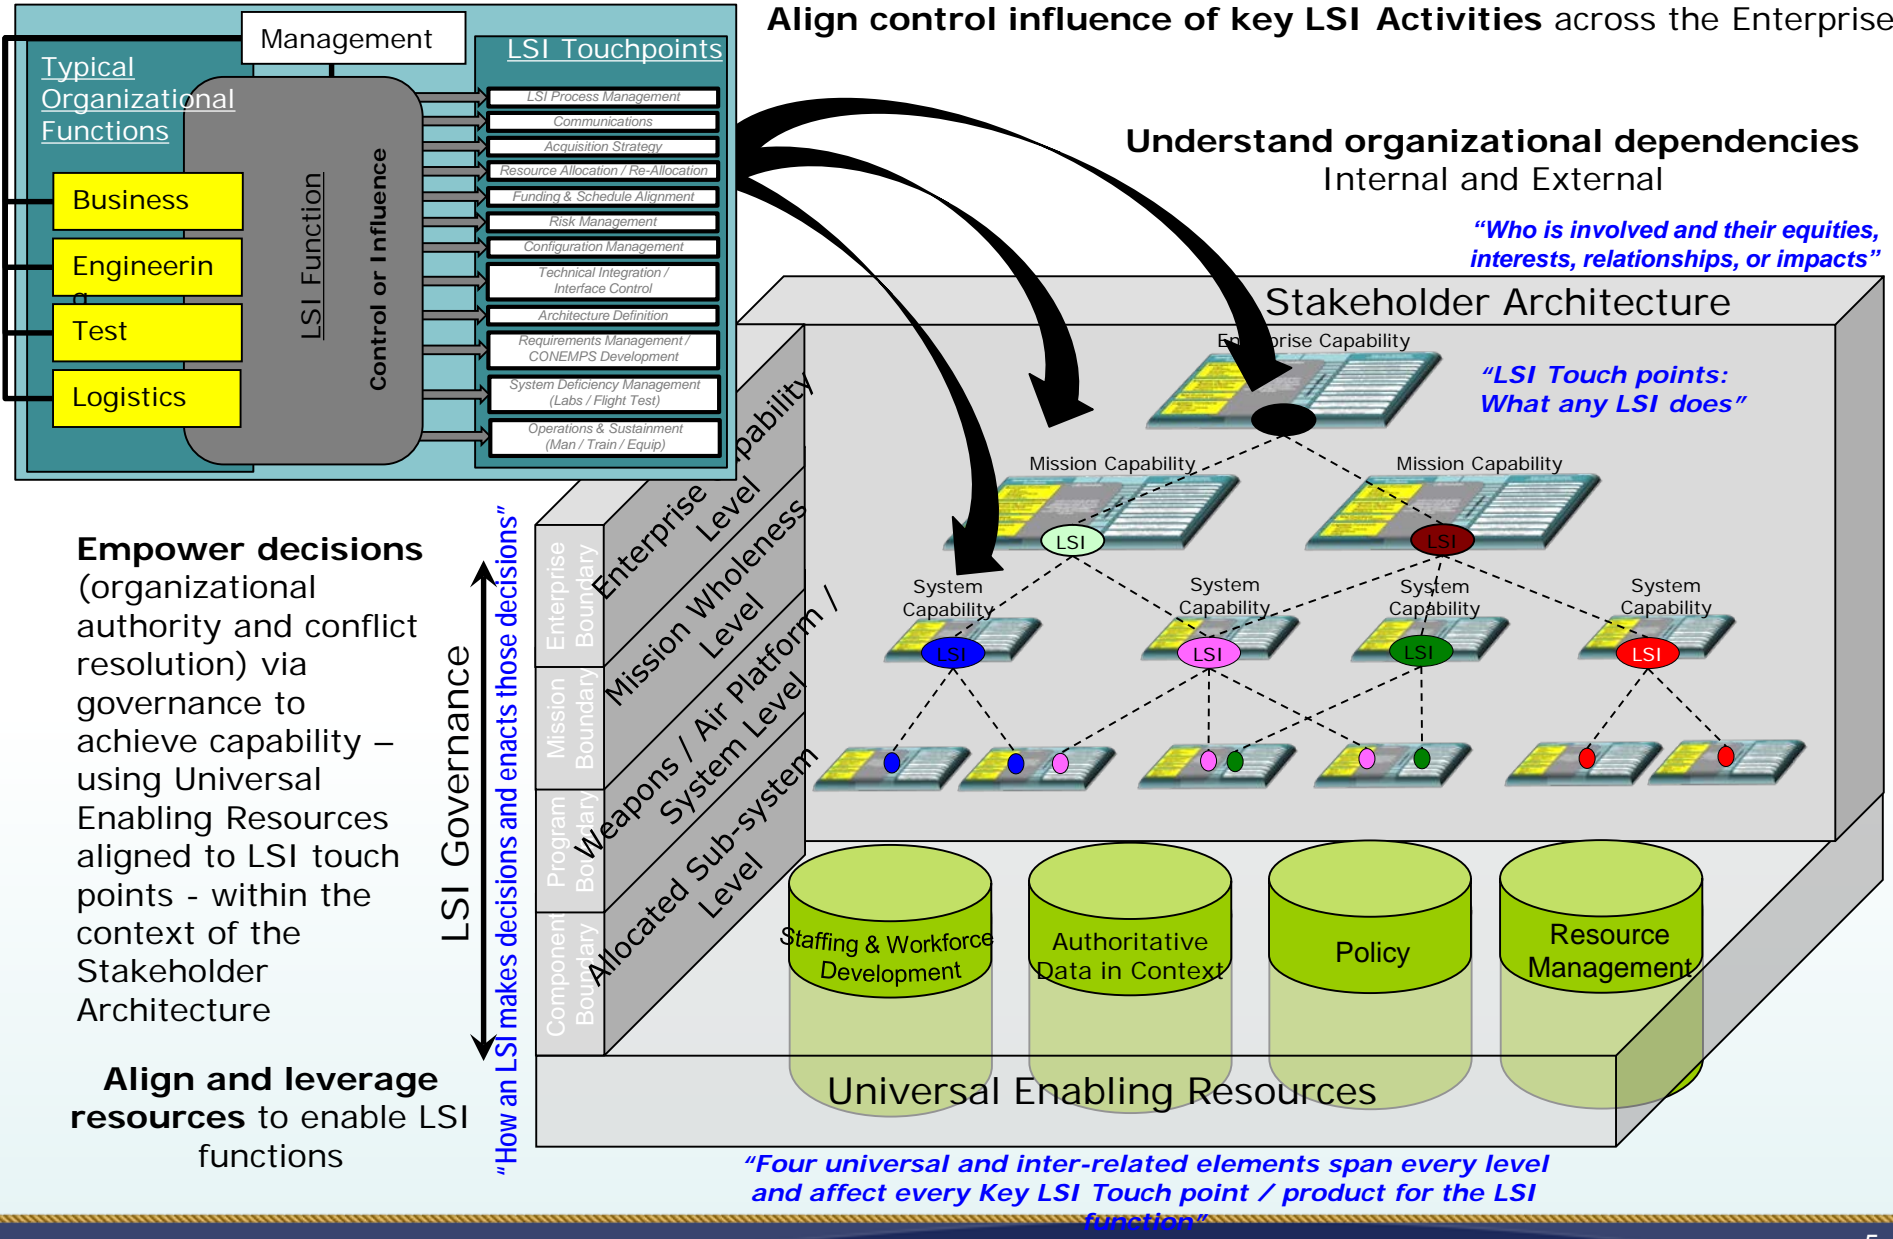 Align control influence of key LSI Activities across the Enterprise
Management
Typical
Organizational
Functions
Business
Engineerin
g
Test
Logistics
LSI Function
Control or Influence
LSI Touchpoints
LSI Process Management
Communications
Acquisition Strategy
Resource Allocation / Re-Allocation
Funding & Schedule Alignment
Risk Management
Configuration Management
Technical Integration /
Interface Control
Architecture Definition
Requirements Management /
CONEMPS Development
System Deficiency Management
(Labs / Flight Test)
Operations & Sustainment
(Man / Train / Equip)
Understand organizational dependencies
Internal and External
“Who is involved and their equities,
interests, relationships, or impacts”
Stakeholder Architecture
Enterprise Capability
“LSI Touch points:
What any LSI does”
Mission Capability
Mission Capability
LSI
LSI
System
Capability
System
Capability
System
Capability
System
Capability
LSI
LSI
LSI
LSI
Empower decisions
(organizational
authority and conflict
resolution) via
governance to
achieve capability –
using Universal
Enabling Resources
aligned to LSI touch
points - within the
context of the
Stakeholder
Architecture
Align and leverage
resources to enable LSI
functions
LSI Governance
“How an LSI makes decisions and enacts those decisions”
Enterprise
Boundary
Mission
Boundary
Program
Boundary
Component
Boundary
Enterprise Capability
Level
Mission Wholeness
Level
Weapons / Air Platform /
System Level
Allocated Sub-system
Level
Staffing & Workforce
Development
Authoritative
Data in Context
Policy
Resource
Management
Universal Enabling Resources
“Four universal and inter-related elements span every level
and affect every Key LSI Touch point / product for the LSI
function”